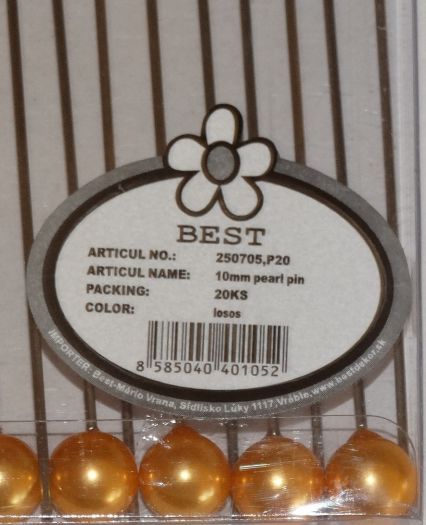 BEST
ARTICUL NO.: 250705,P20
ARTICUL NAME: 10mm pearl pin
PACKING: 20KS
COLOR: losos
8 585040 401052
IMPORTER: Best-Mário Vrana, Sídlisko Lúky 1117,Vráble,www.bestdekor.sk